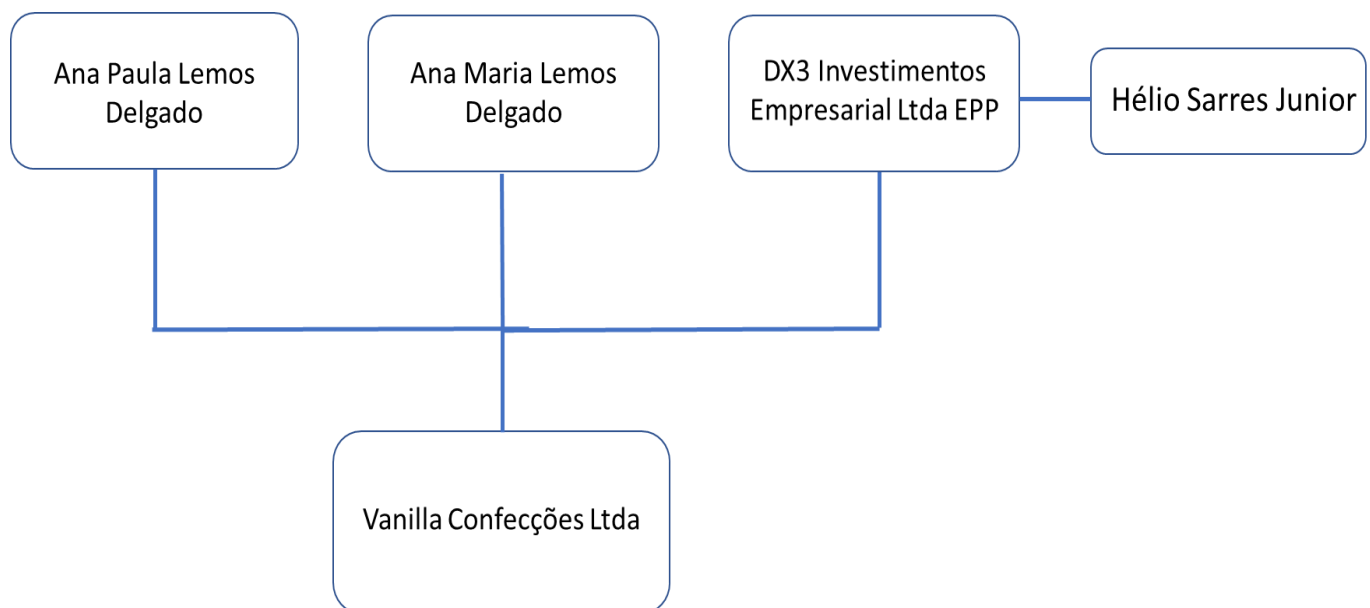 Ana Paula Lemos
Delgado
Ana Maria Lemos
Delgado
DX3 Investimentos
Empresarial Ltda EPP
Hélio Sarres Junior
Vanilla Confecções Ltda